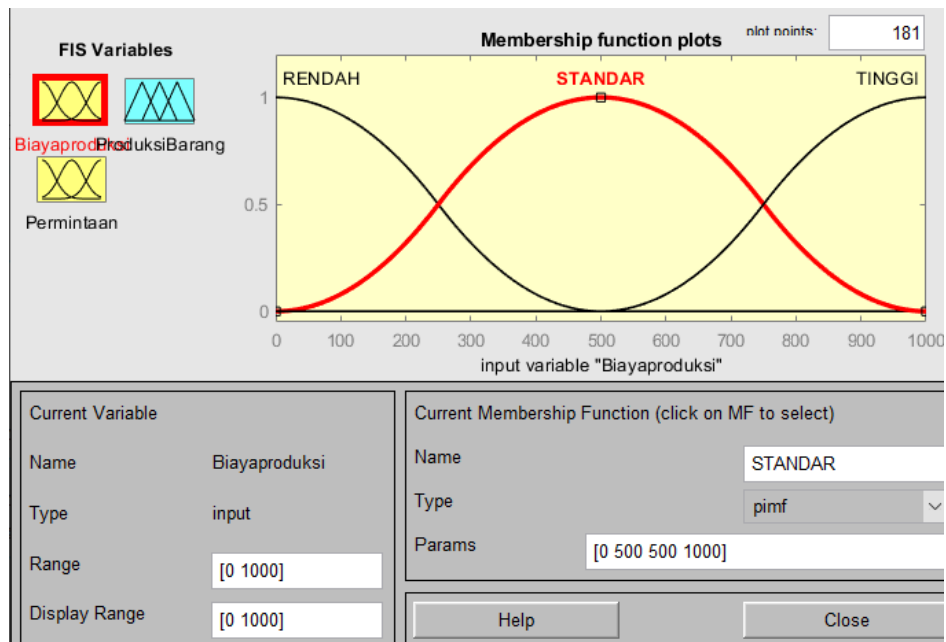 FIS Variables
Biayaproduksi
ProduksiBarang
Permintaan
Membership function plots
plot points:
181
RENDAH
STANDAR
TINGGI
1
0.5
0
0 100 200 300 400 500 600 700 800 900 1000
input variable "Biayaproduksi"
Current Variable
Name Biayaproduksi
Type input
Range [0 1000]
Display Range [0 1000]
Current Membership Function (click on MF to select)
Name STANDAR
Type pimf
Params [0 500 500 1000]
Help Close